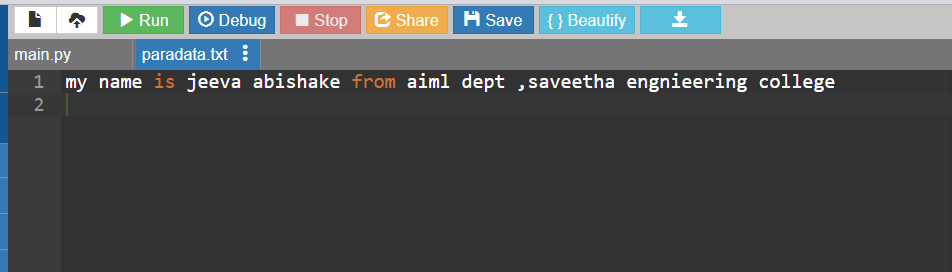 Run Debug Stop Share Save { } Beautify
main.py paradata.txt
1 my name is jeeva abishake from aiml dept ,saveetha engnieering college
2